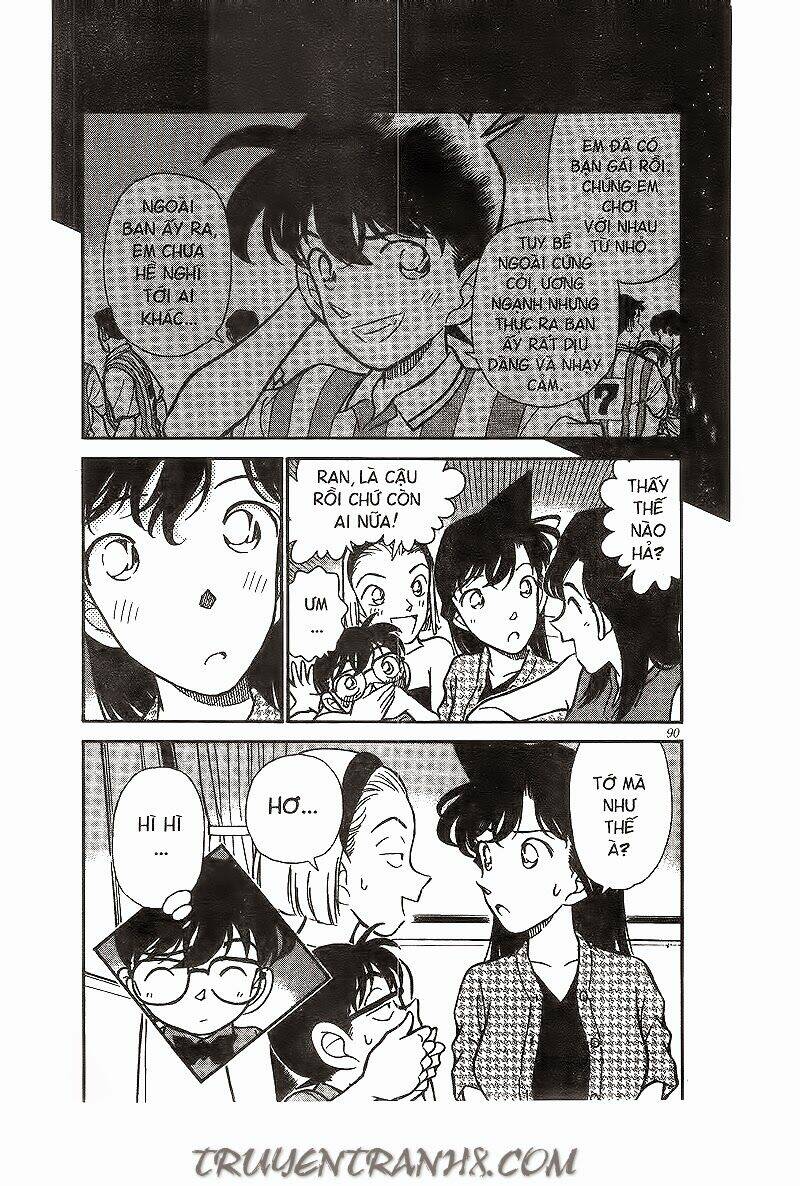 EM ĐÃ CÓ
BẠN GÁI RỒI.
CHÚNG EM
CHƠI
VỚI NHAU
TỪ NHỎ.
TUY BỀ
NGOÀI CỨNG
CỎI, ƯƠNG
NGẠNH NHƯNG
THỰC RA BẠN
ẤY RẤT DỊU
DÀNG VÀ NHẠY
CẢM.
NGOÀI
BẠN ẤY RA,
EM CHƯA
HỀ NGHĨ
TỚI AI
KHÁC...
7
RAN, LÀ CẬU
RỒI CHỨ CÒN
AI NỮA!
THẤY
THẾ
NÀO
HẢ?
ƯM
...
90
TỚ MÀ
NHƯ
THẾ
À?
HƠ...
HÌ HÌ
...
TRUYENTRANH8.COM